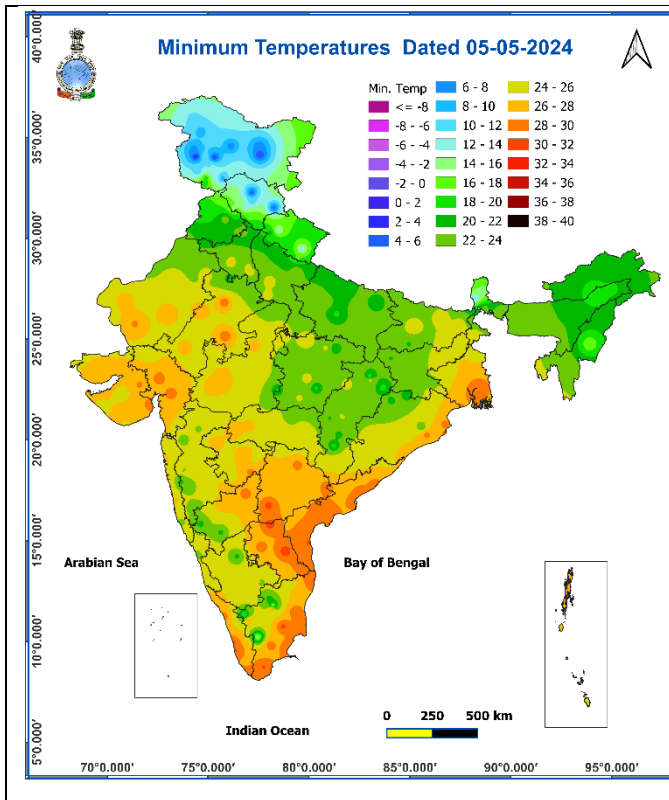 Minimum Temperatures Dated 05-05-2024
Min. Temp
<= -8
-8 - -6
-6 - -4
-4 - -2
-2 - 0
0 - 2
2 - 4
4 - 6
6 - 8
8 - 10
10 - 12
12 - 14
14 - 16
16 - 18
18 - 20
20 - 22
22 - 24
24 - 26
26 - 28
28 - 30
30 - 32
32 - 34
34 - 36
36 - 38
38 - 40
40°0.000'
35°0.000'
30°0.000'
25°0.000'
20°0.000'
15°0.000'
10°0.000'
5°0.000'
Arabian Sea
Bay of Bengal
Indian Ocean
0 250 500 km
70°0.000' 75°0.000' 80°0.000' 85°0.000' 90°0.000' 95°0.000'